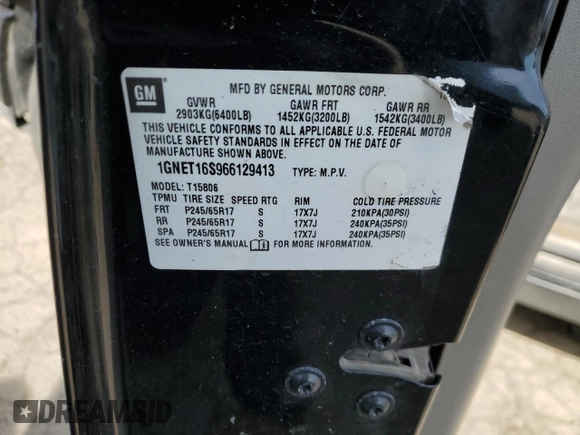 GM
MFD BY GENERAL MOTORS CORP.
GVWR GAWR FRT GAWR RR
2903KG(6400LB) 1452KG(3200LB) 1542KG(3400LB)
THIS VEHICLE CONFORMS TO ALL APPLICABLE U.S. FEDERAL MOTOR
VEHICLE SAFETY STANDARDS IN EFFECT ON THE DATE OF
MANUFACTURE SHOWN ABOVE.
1GNET16S966129413 TYPE: M.P.V.
MODEL: T15806
TPMU TIRE SIZE SPEED RTG RIM COLD TIRE PRESSURE
FRT P245/65R17 S 17X7J 210KPA(30PSI)
RR P245/65R17 S 17X7J 240KPA(35PSI)
SPA P245/65R17 S 17X7J 240KPA(35PSI)
SEE OWNER'S MANUAL FOR MORE INFORMATION.
DREAMBID